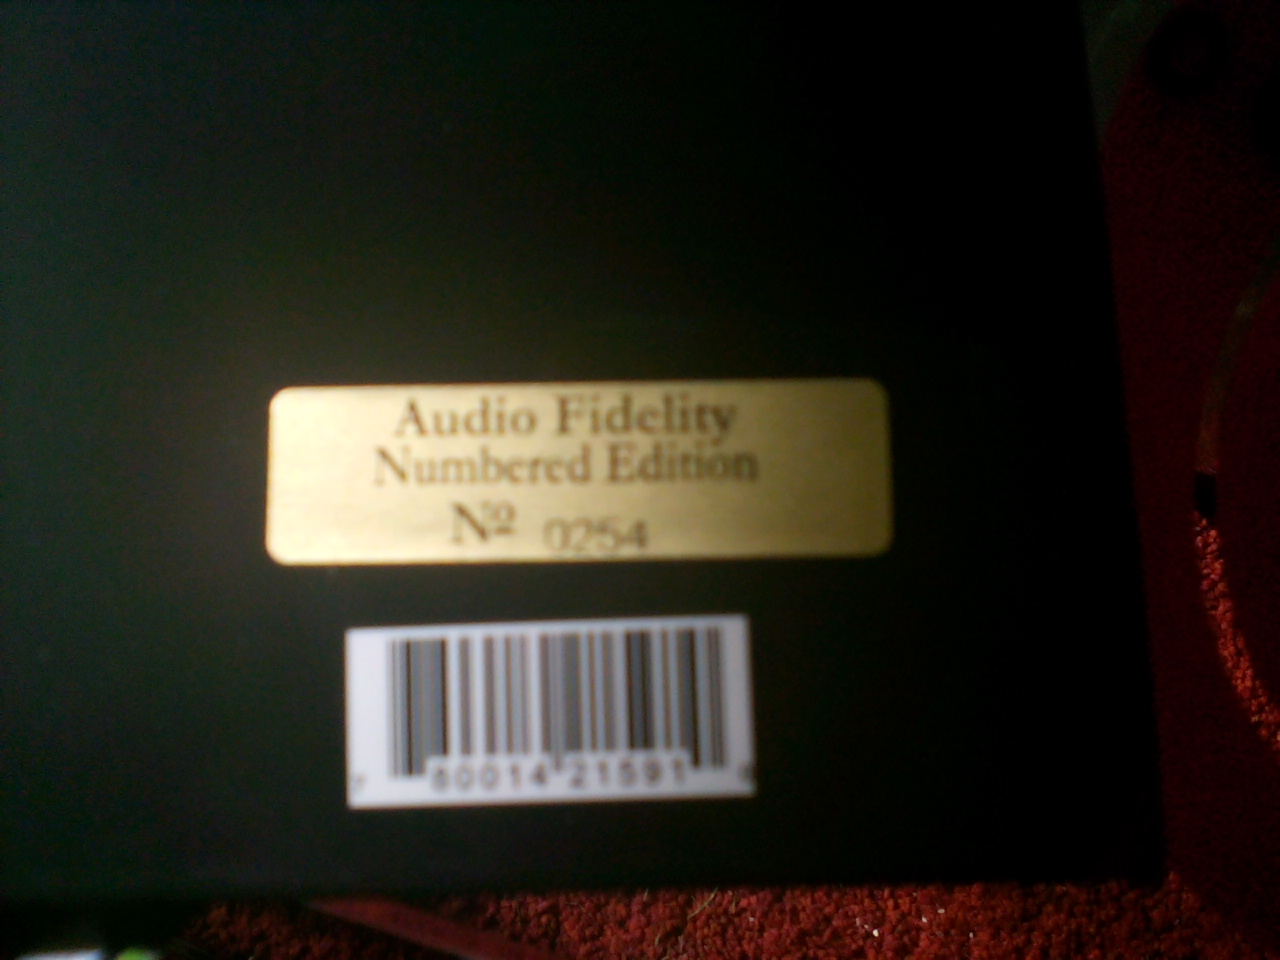 Audio Fidelity
Numbered Edition
Nº 0254
80014 21591